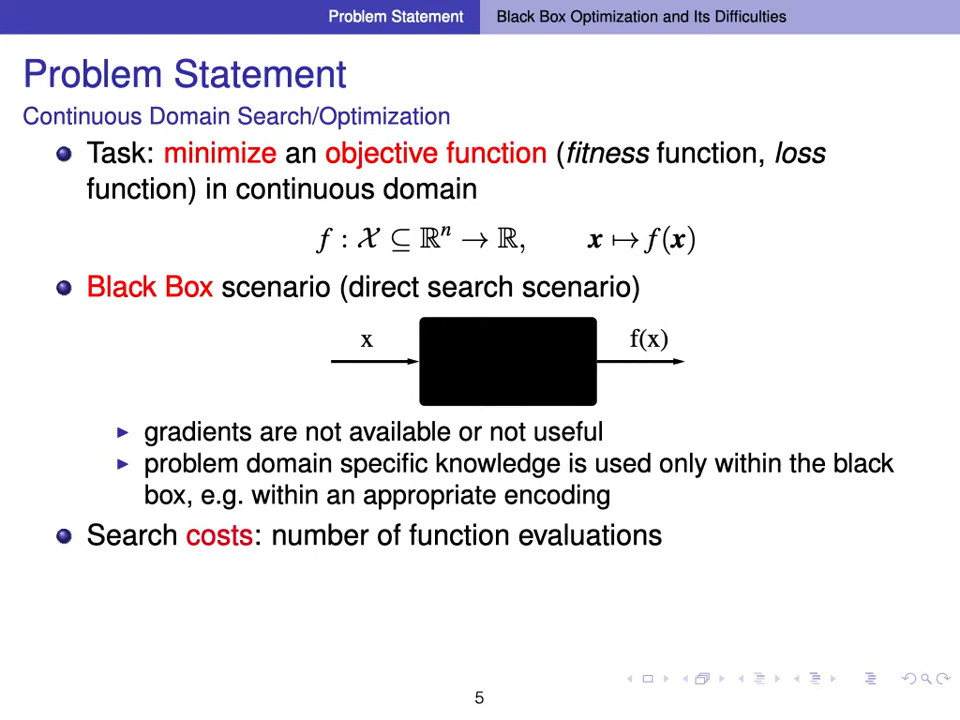 Problem Statement Black Box Optimization and Its Difficulties
Problem Statement
Continuous Domain Search/Optimization
Task: minimize an objective function (fitness function, loss
function) in continuous domain
f : 𝒳 ⊆ ℝⁿ → ℝ, x ↦ f(x)
Black Box scenario (direct search scenario)
x f(x)
gradients are not available or not useful
problem domain specific knowledge is used only within the black
box, e.g. within an appropriate encoding
Search costs: number of function evaluations
5